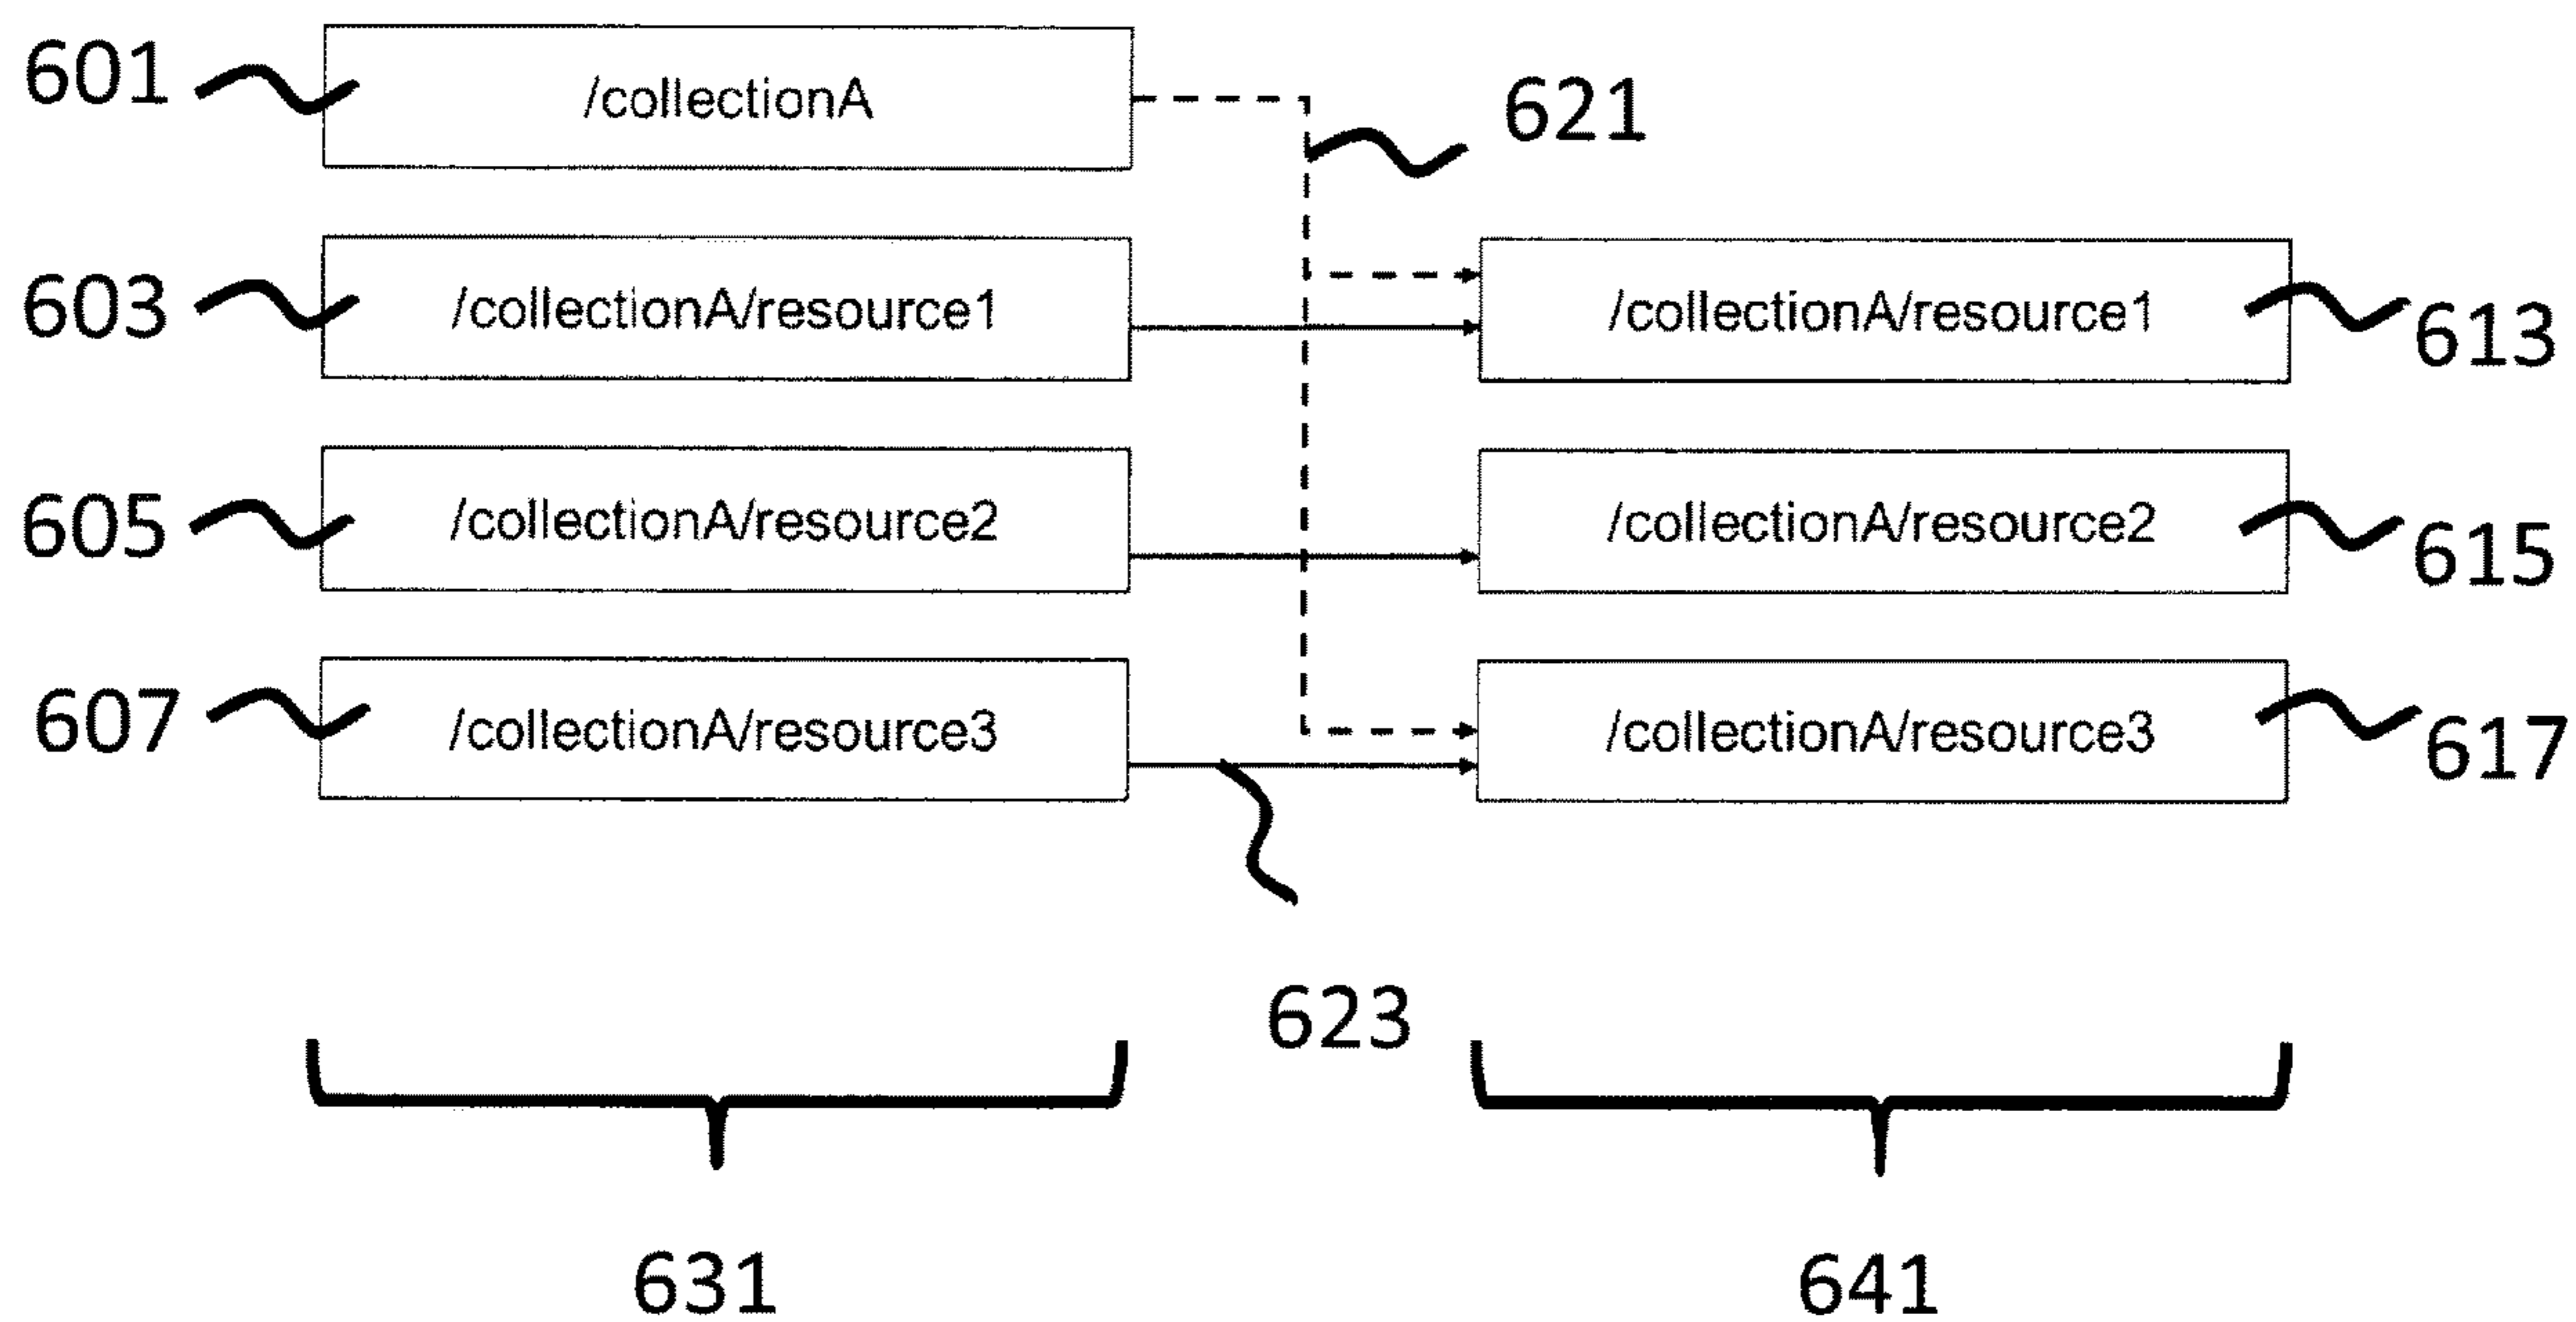 601 /collectionA 621
603 /collectionA/resource1 /collectionA/resource1 613
605 /collectionA/resource2 /collectionA/resource2 615
607 /collectionA/resource3 /collectionA/resource3 617
623
631 641